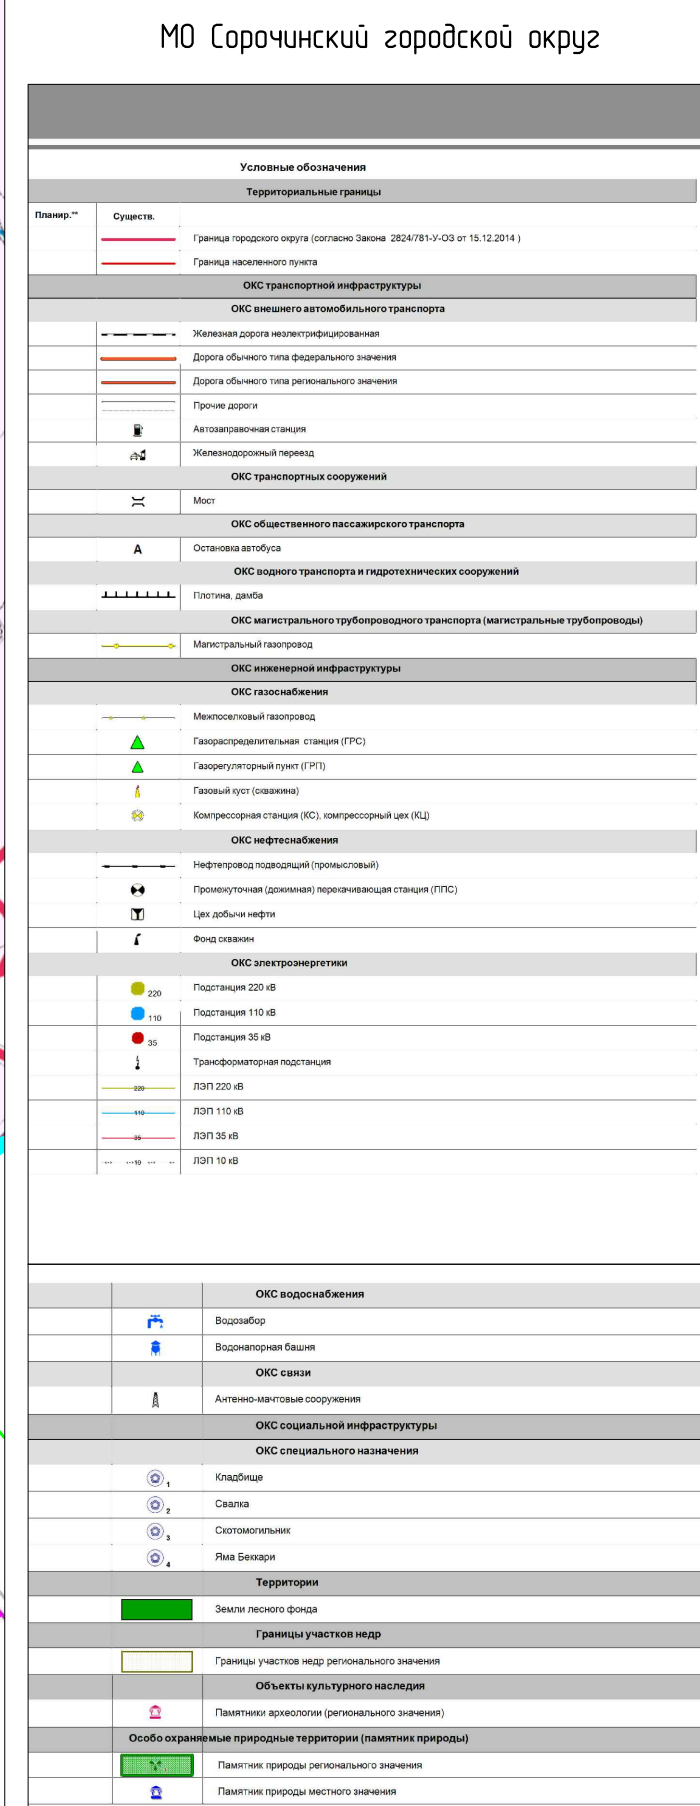 МО Сорочинский городской округ
Условные обозначения
Территориальные границы
Планир.** Существ.
Граница городского округа (согласно Закона 2824/781-У-ОЗ от 15.12.2014 )
Граница населенного пункта
ОКС транспортной инфраструктуры
ОКС внешнего автомобильного транспорта
Железная дорога неэлектрифицированная
Дорога обычного типа федерального значения
Дорога обычного типа регионального значения
Прочие дороги
Автозаправочная станция
Железнодорожный переезд
ОКС транспортных сооружений
Мост
ОКС общественного пассажирского транспорта
А Остановка автобуса
ОКС водного транспорта и гидротехнических сооружений
Плотина, дамба
ОКС магистрального трубопроводного транспорта (магистральные трубопроводы)
Магистральный газопровод
ОКС инженерной инфраструктуры
ОКС газоснабжения
Межпоселковый газопровод
Газораспределительная станция (ГРС)
Газорегуляторный пункт (ГРП)
Газовый куст (скважина)
Компрессорная станция (КС), компрессорный цех (КЦ)
ОКС нефтеснабжения
Нефтепровод подводящий (промысловый)
Промежуточная (дожимная) перекачивающая станция (ППС)
Цех добычи нефти
Фонд скважин
ОКС электроэнергетики
220 Подстанция 220 кВ
110 Подстанция 110 кВ
35 Подстанция 35 кВ
Трансформаторная подстанция
220 ЛЭП 220 кВ
110 ЛЭП 110 кВ
35 ЛЭП 35 кВ
10 ЛЭП 10 кВ
ОКС водоснабжения
Водозабор
Водонапорная башня
ОКС связи
Антенно-мачтовые сооружения
ОКС социальной инфраструктуры
ОКС специального назначения
1 Кладбище
2 Свалка
3 Скотомогильник
4 Яма Беккари
Территории
Земли лесного фонда
Границы участков недр
Границы участков недр регионального значения
Объекты культурного наследия
Памятники археологии (регионального значения)
Особо охраняемые природные территории (памятник природы)
Памятник природы регионального значения
Памятник природы местного значения